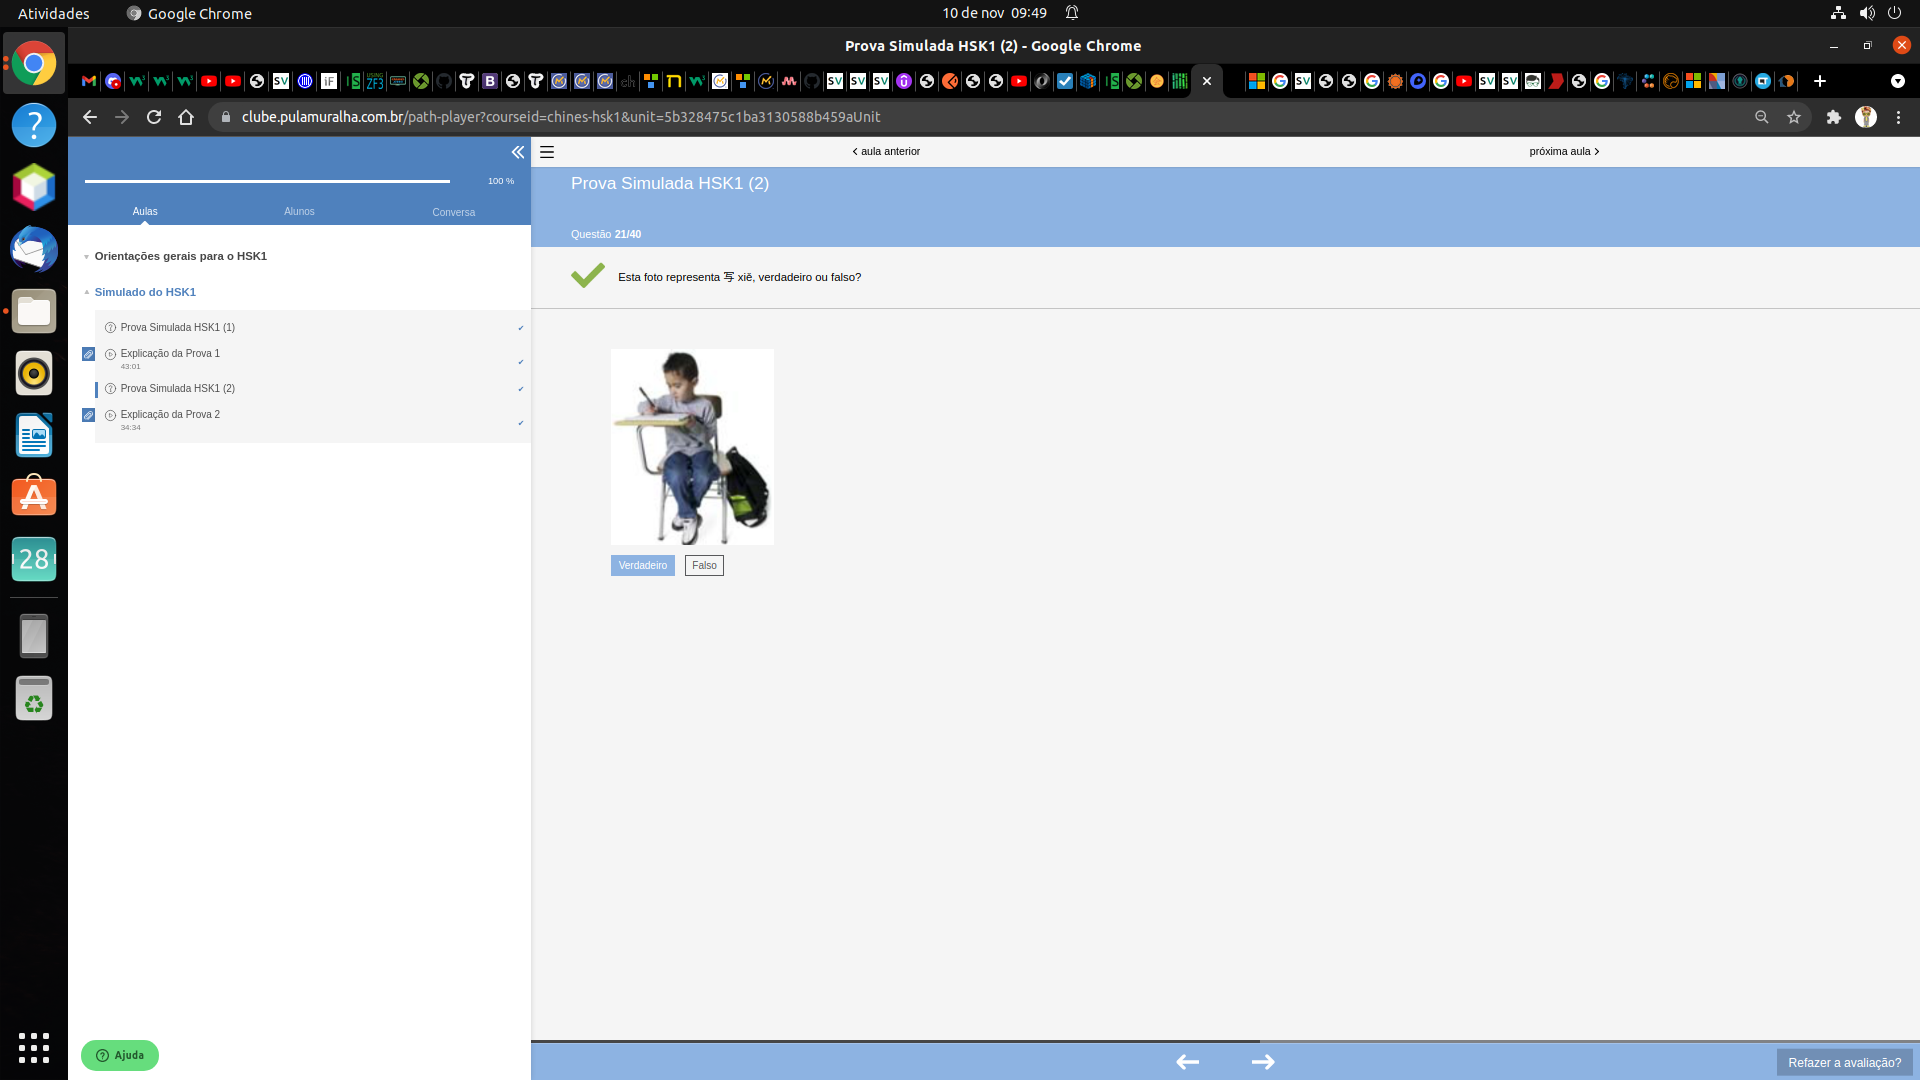 Atividades
Google Chrome
10 de nov 09:49
Prova Simulada HSK1 (2) - Google Chrome
clube.pulamuralha.com.br/path-player?courseid=chines-hsk1&unit=5b328475c1ba3130588b459aUnit
100 %
Aulas
Alunos
Conversa
Orientações gerais para o HSK1
Simulado do HSK1
Prova Simulada HSK1 (1)
Explicação da Prova 1
43:01
Prova Simulada HSK1 (2)
Explicação da Prova 2
34:34
Ajuda
28
aula anterior
próxima aula
Prova Simulada HSK1 (2)
Questão 21/40
Esta foto representa 写 xiě, verdadeiro ou falso?
Verdadeiro
Falso
Refazer a avaliação?